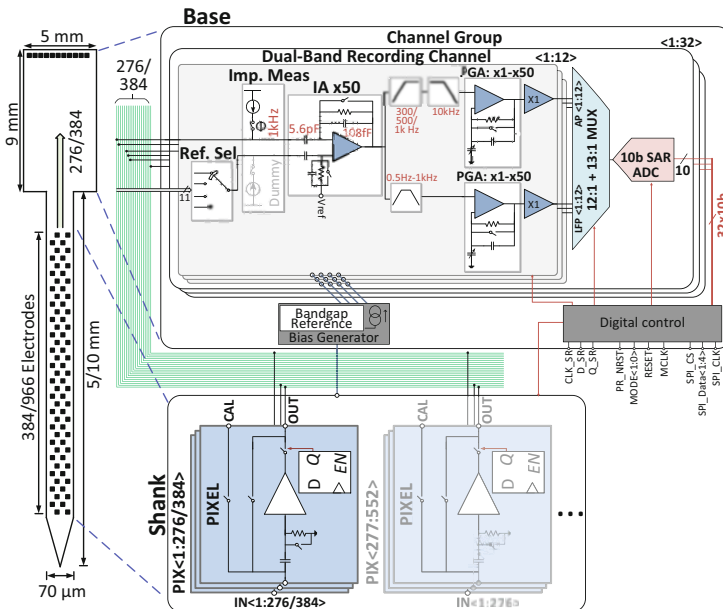 Base
5 mm
9 mm
276/384
276/
384
384/966 Electrodes
5/10 mm
70 µm
Channel Group
<1:32>
Dual-Band Recording Channel
<1:12>
Imp. Meas
IA x50
1kHz
5.6pF
108fF
Ref. Sel
11
Dummy
Vref
300/
500/
1k Hz
10kHz
PGA: x1-x50
X1
0.5Hz-1kHz
PGA: x1-x50
X1
AP <1:12>
LFP <1:12>
12:1 + 13:1 MUX
10b SAR
ADC
10
32x10b
Bandgap
Reference
Bias Generator
Digital control
CLK_SR
D_SR
Q_SR
PR_NRST
MODE<1:0>
RESET
MCLK
SPI_CS
SPI_Data<1:4>
SPI_CLK
Shank
PIX<1:276/384>
PIXEL
CAL
OUT
D Q
EN
IN<1:276/384>
PIX<277:552>
PIXEL
CAL
OUT
D Q
EN
IN<1:276>
...